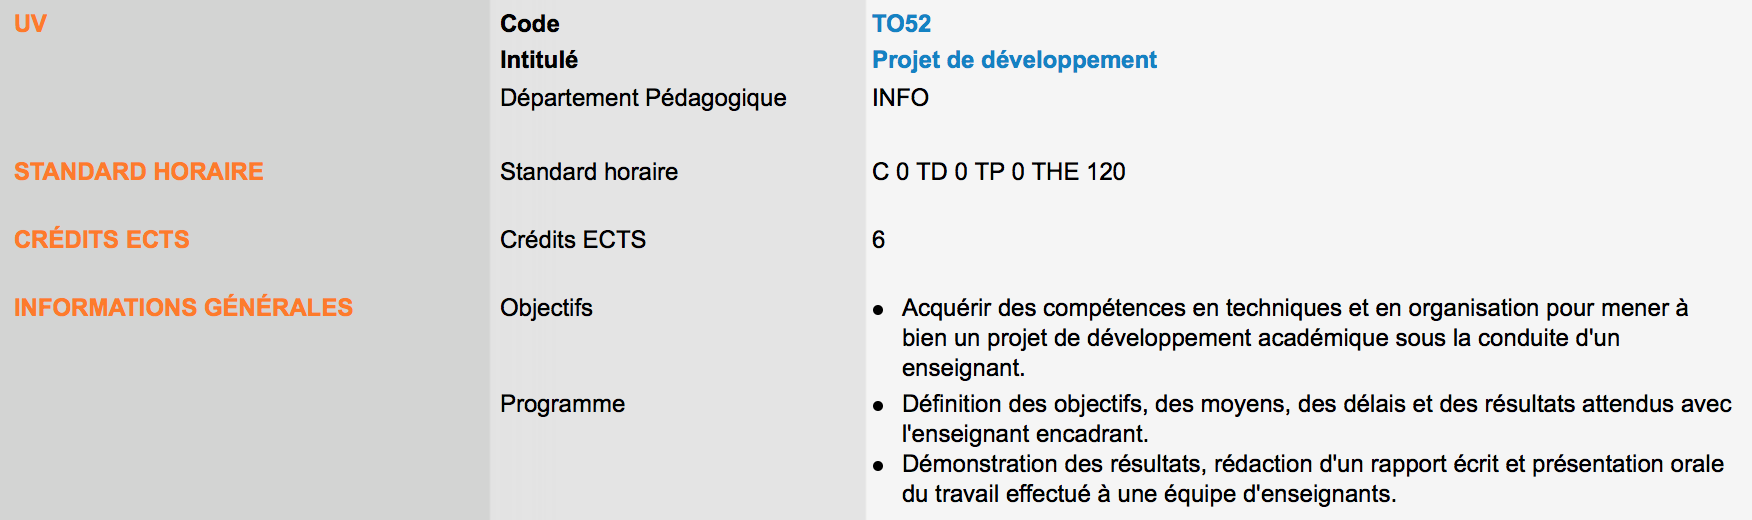 UV Code TO52
Intitulé Projet de développement
Département Pédagogique INFO
STANDARD HORAIRE Standard horaire C 0 TD 0 TP 0 THE 120
CRÉDITS ECTS Crédits ECTS 6
INFORMATIONS GÉNÉRALES Objectifs ● Acquérir des compétences en techniques et en organisation pour mener à
bien un projet de développement académique sous la conduite d'un
enseignant.
Programme ● Définition des objectifs, des moyens, des délais et des résultats attendus avec
l'enseignant encadrant.
● Démonstration des résultats, rédaction d'un rapport écrit et présentation orale
du travail effectué à une équipe d'enseignants.